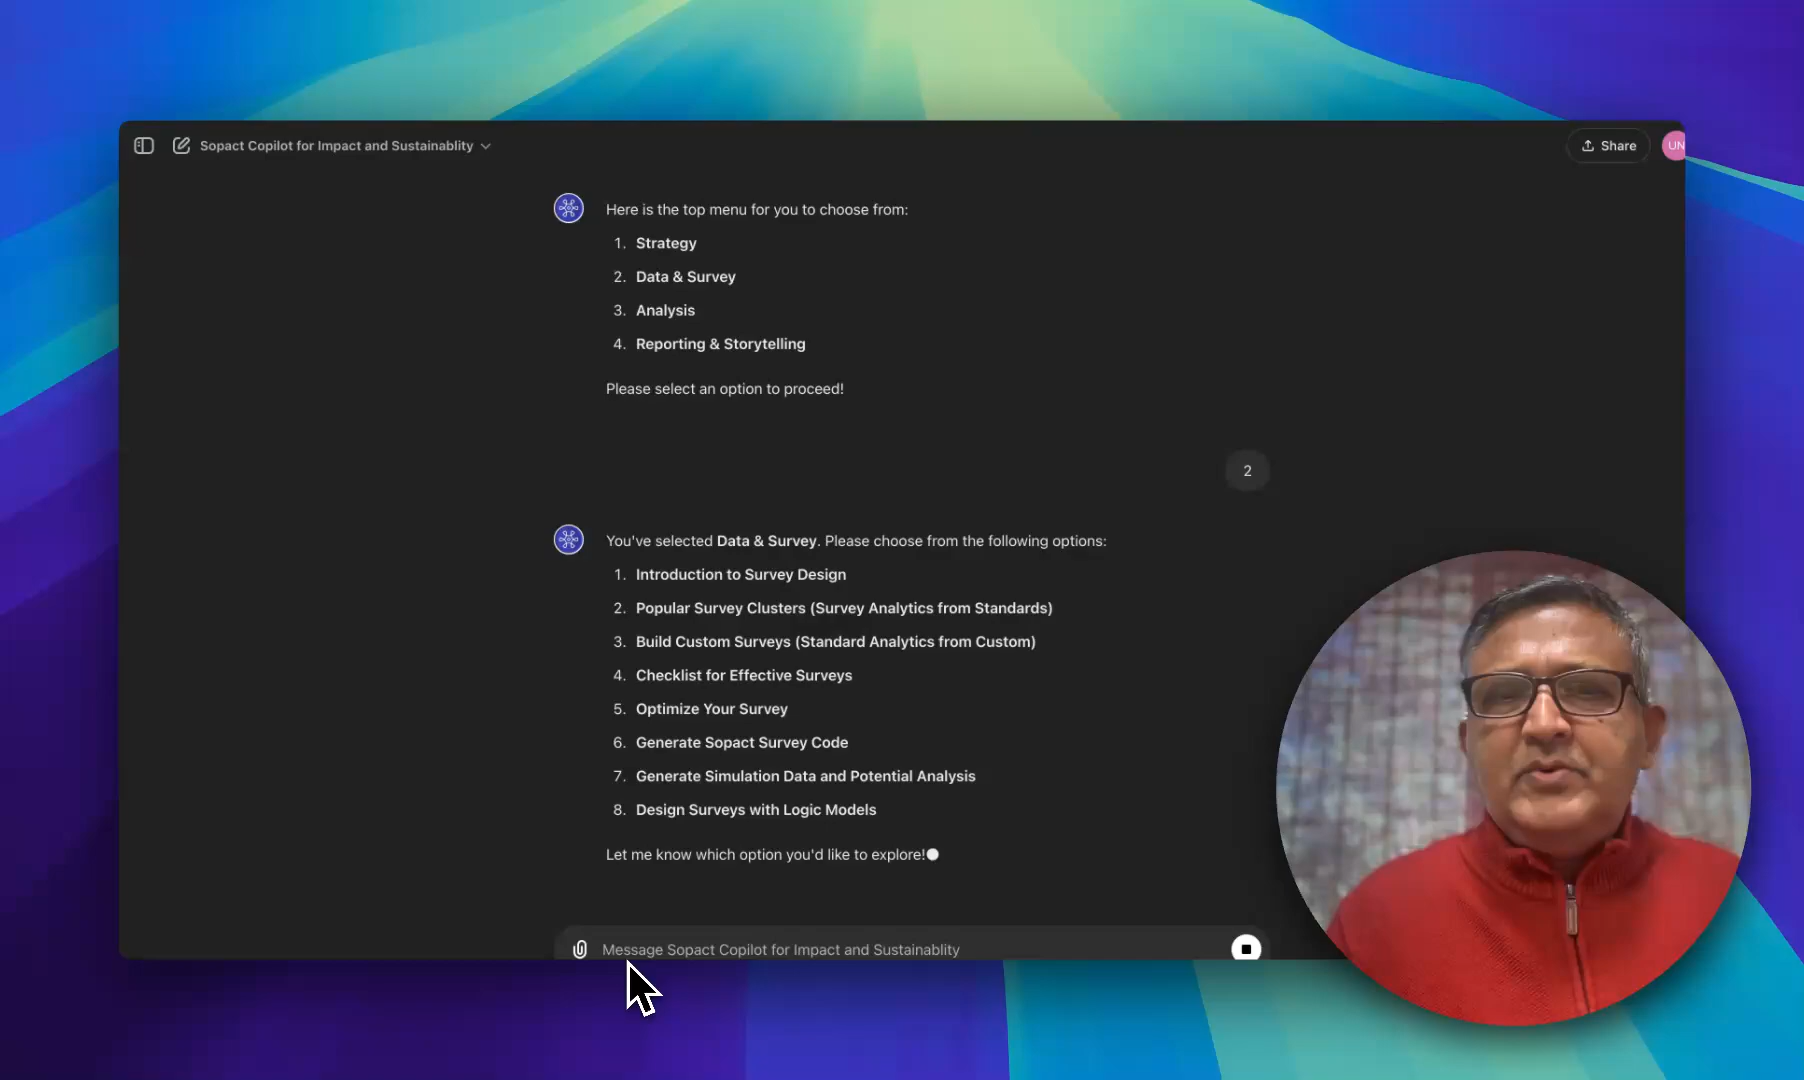 Sopact Copilot for Impact and Sustainablity
Share
UN
Here is the top menu for you to choose from:
1. Strategy
2. Data & Survey
3. Analysis
4. Reporting & Storytelling
Please select an option to proceed!
2
You've selected Data & Survey. Please choose from the following options:
1. Introduction to Survey Design
2. Popular Survey Clusters (Survey Analytics from Standards)
3. Build Custom Surveys (Standard Analytics from Custom)
4. Checklist for Effective Surveys
5. Optimize Your Survey
6. Generate Sopact Survey Code
7. Generate Simulation Data and Potential Analysis
8. Design Surveys with Logic Models
Let me know which option you'd like to explore!
Message Sopact Copilot for Impact and Sustainablity